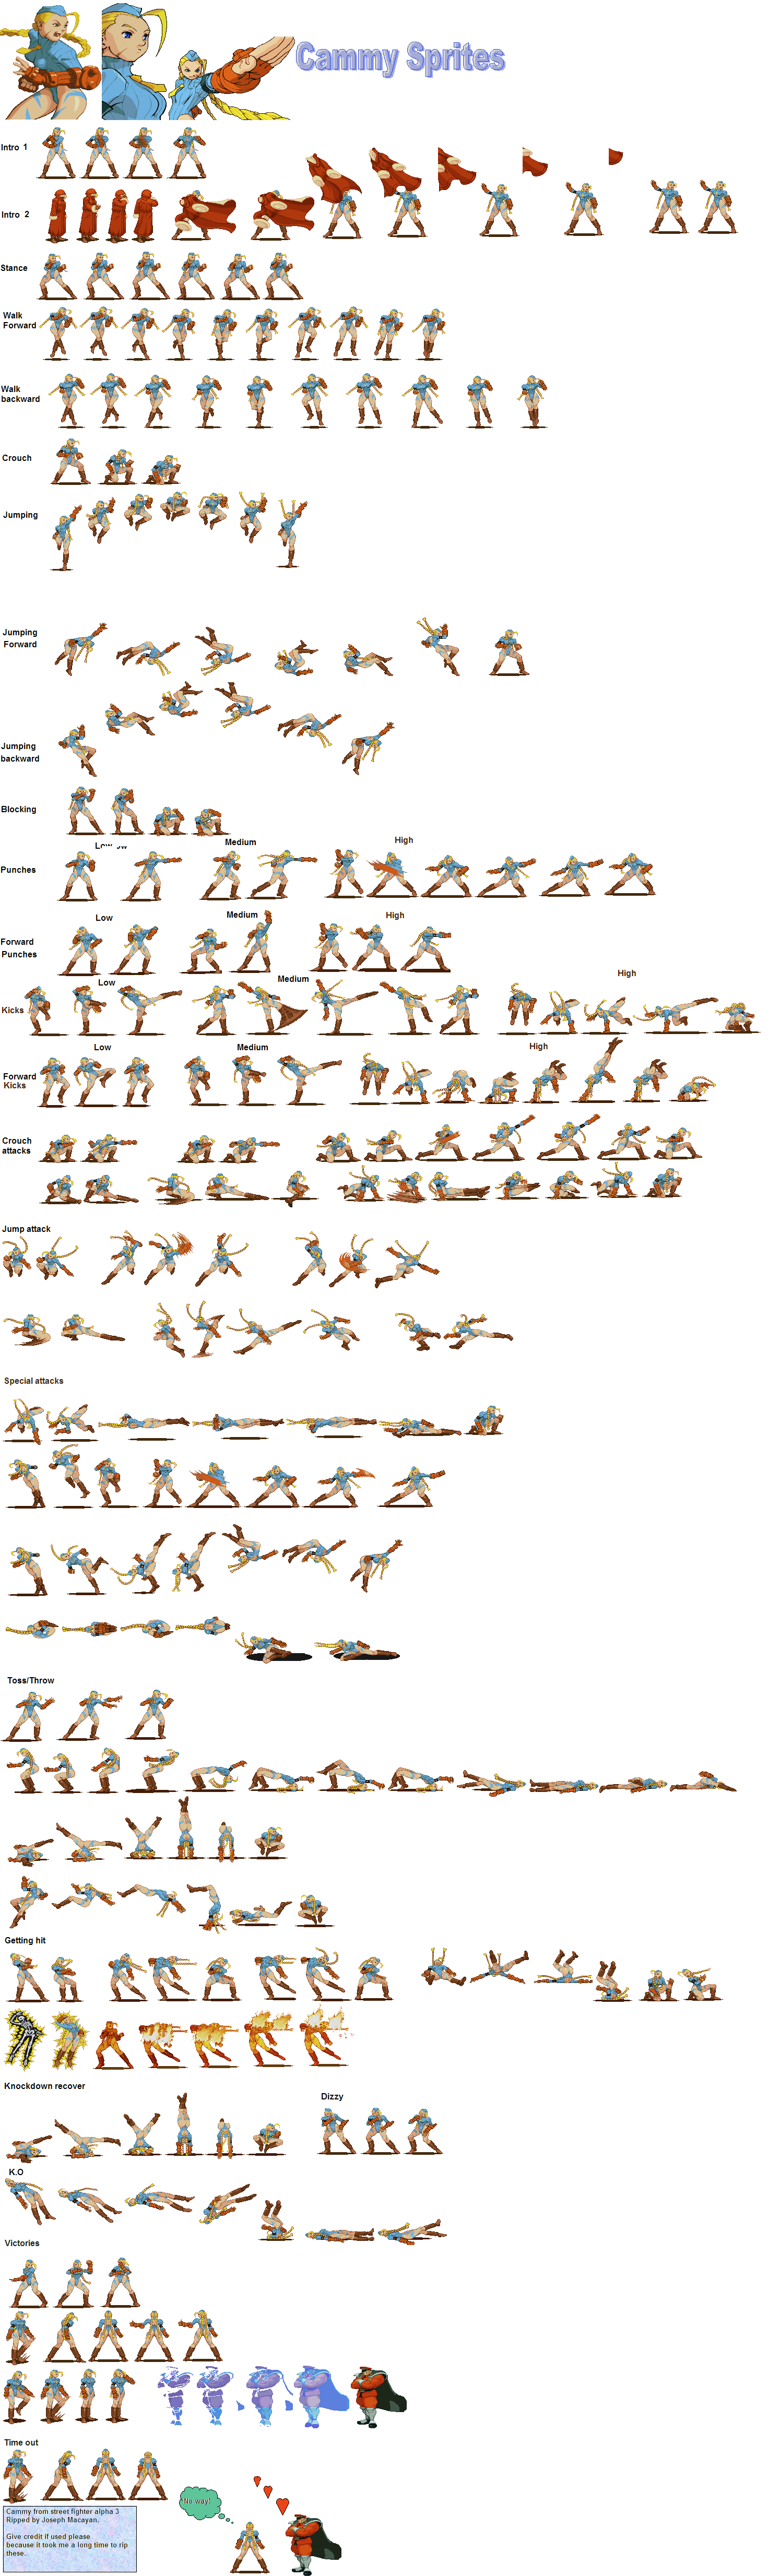 Cammy Sprites
Intro 1
Intro 2
Stance
Walk
Forward
Walk
backward
Crouch
Jumping
Jumping
Forward
Jumping
backward
Blocking
Low
Medium
High
Punches
Low
Medium
High
Forward
Punches
Low
Medium
High
Kicks
Low
Medium
High
Forward
Kicks
Crouch
attacks
Jump attack
Special attacks
Toss/Throw
Getting hit
Knockdown recover
Dizzy
K.O
Victories
Time out
No way!
Cammy from street fighter alpha 3
Ripped by Joseph Macayan.
Give credit if used please
because it took me a long time to rip
these.